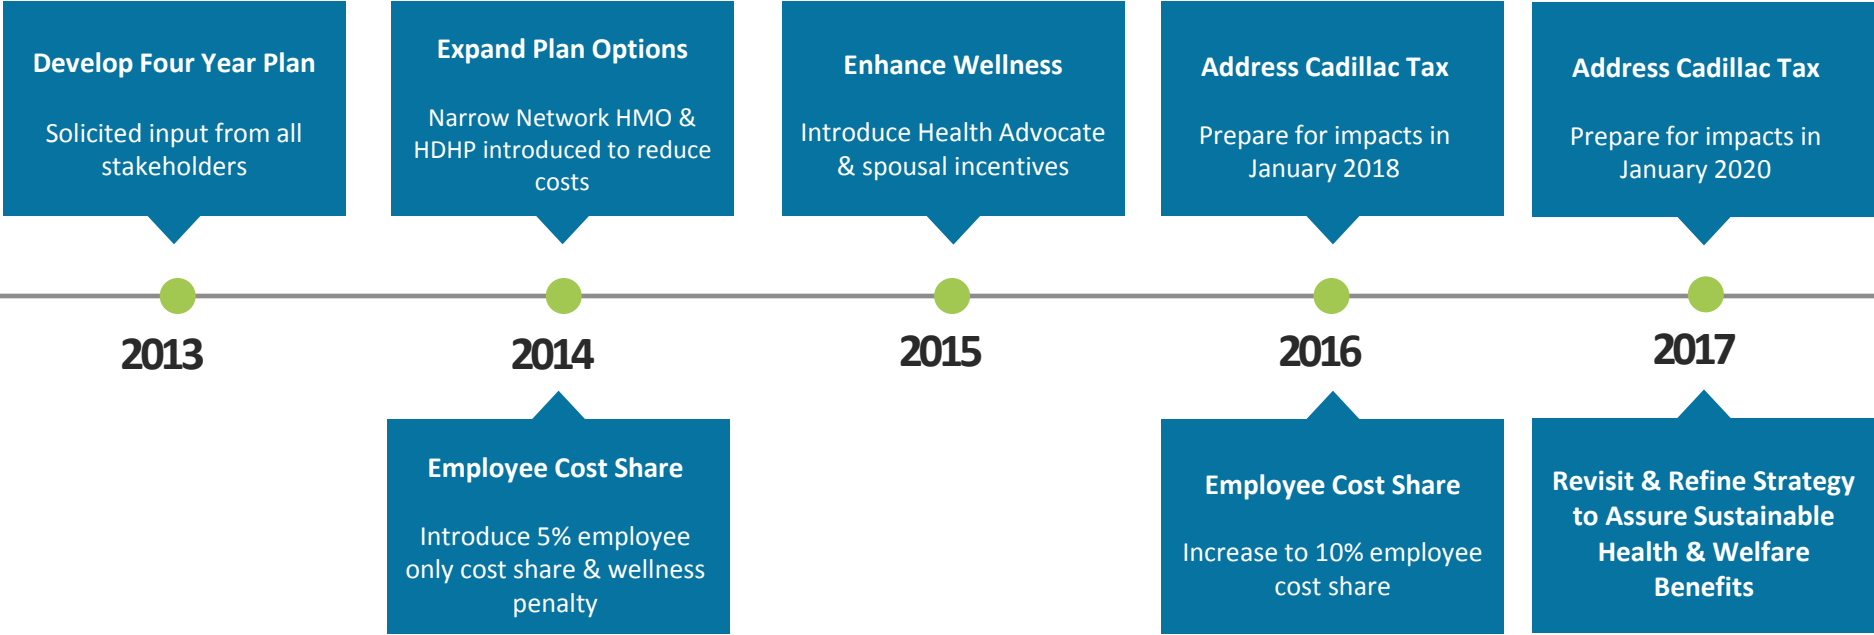 Develop Four Year Plan
Solicited input from all
stakeholders
Expand Plan Options
Narrow Network HMO &
HDHP introduced to reduce
costs
Enhance Wellness
Introduce Health Advocate
& spousal incentives
Address Cadillac Tax
Prepare for impacts in
January 2018
Address Cadillac Tax
Prepare for impacts in
January 2020
2013
2014
2015
2016
2017
Employee Cost Share
Introduce 5% employee
only cost share & wellness
penalty
Employee Cost Share
Increase to 10% employee
cost share
Revisit & Refine Strategy
to Assure Sustainable
Health & Welfare
Benefits